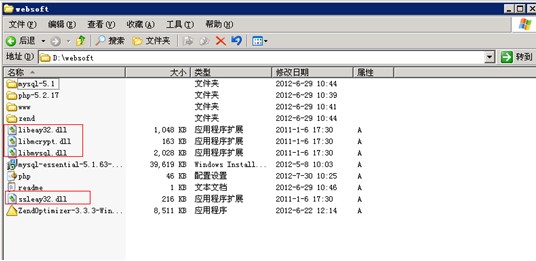 websoft
文件(F) 编辑(E) 查看(V) 收藏(A) 工具(T) 帮助(H)
后退 搜索 文件夹
地址(D) D:\websoft 转到
名称 大小 类型 修改日期 属性
mysql-5.1 文件夹 2012-6-29 10:44
php-5.2.17 文件夹 2012-6-29 10:39
www 文件夹 2012-6-29 10:41
zend 文件夹 2012-6-29 10:44
libeay32.dll 1,048 KB 应用程序扩展 2011-1-6 17:30 A
libmcrypt.dll 163 KB 应用程序扩展 2011-1-6 17:30 A
libmysql.dll 2,028 KB 应用程序扩展 2011-1-6 17:30 A
mysql-essential-5.1.63-... 39,619 KB Windows Install... 2012-5-8 10:03 A
php 46 KB 配置设置 2012-7-30 10:25 A
readme 1 KB 文本文档 2012-6-29 10:46 A
ssleay32.dll 216 KB 应用程序扩展 2011-1-6 17:30 A
ZendOptimizer-3.3.3-Win... 8,511 KB 应用程序 2012-6-22 12:14 A